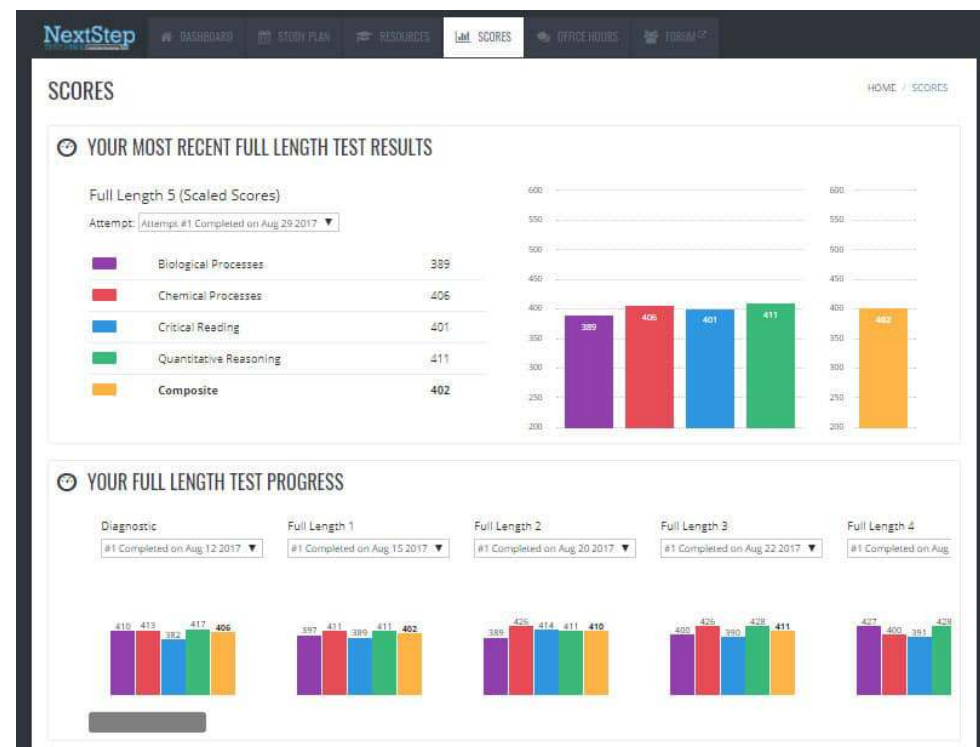 NextStep
DASHBOARD STUDY PLAN RESOURCES SCORES OFFICE HOURS FORUM
SCORES
HOME / SCORES
YOUR MOST RECENT FULL LENGTH TEST RESULTS
Full Length 5 (Scaled Scores)
Attempt: Attempt #1 Completed on Aug 29 2017
Biological Processes 389
Chemical Processes 406
Critical Reading 401
Quantitative Reasoning 411
Composite 402
600 600
550 550
500 500
450 450
400 400
350 350
300 300
250 250
200 200
389 406 401 411 402
YOUR FULL LENGTH TEST PROGRESS
Diagnostic Full Length 1 Full Length 2 Full Length 3 Full Length 4
#1 Completed on Aug 12 2017 #1 Completed on Aug 15 2017 #1 Completed on Aug 20 2017 #1 Completed on Aug 22 2017 #1 Completed on Aug
410 413 382 417 406 397 411 389 411 402 389 426 414 411 410 400 426 390 428 411 427 400 391 428